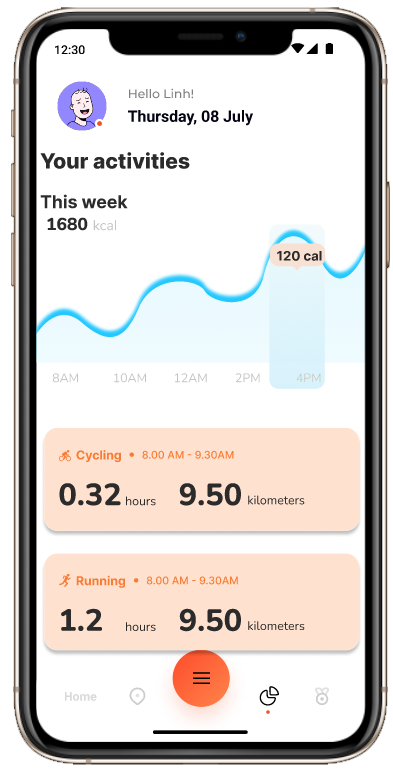 12:30
Hello Linh!
Thursday, 08 July
Your activities
This week
1680 kcal
120 cal
8AM 10AM 12AM 2PM 4PM
Cycling • 8.00 AM - 9.30AM
0.32 hours 9.50 kilometers
Running • 8.00 AM - 9.30AM
1.2 hours 9.50 kilometers
Home